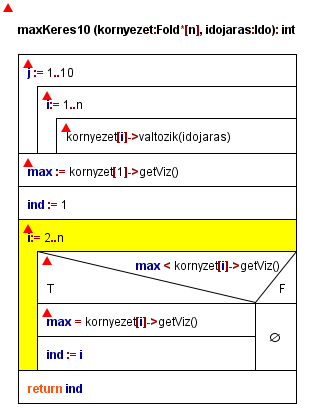 maxKeres10 (kornyezet:Fold*[n], idojaras:Ido): int
j := 1..10
i:= 1..n
kornyezet[i]->valtozik(idojaras)
max := kornyezet[1]->getViz()
ind := 1
i:= 2..n
max < kornyezet[i]->getViz()
T
F
max = kornyezet[i]->getViz()
∅
ind := i
return ind